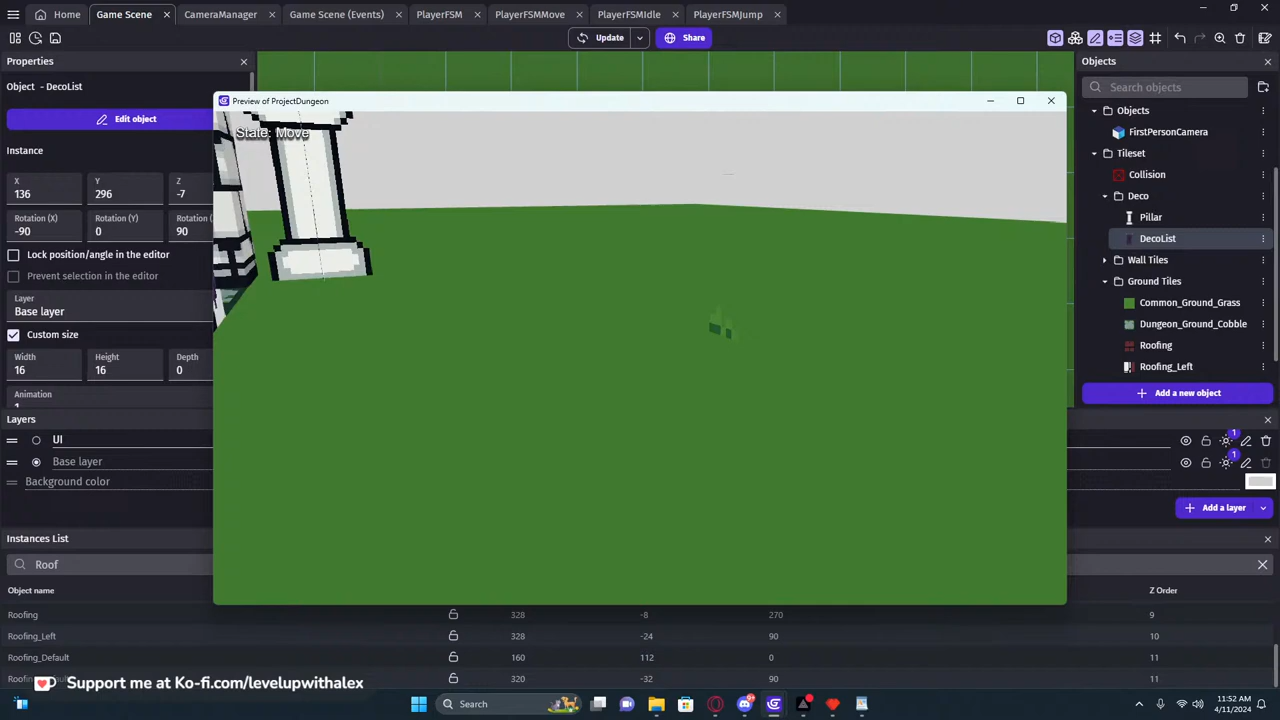 Home
Game Scene
CameraManager
Game Scene (Events)
PlayerFSM
PlayerFSMMove
PlayerFSMIdle
PlayerFSMJump
Update
Share
Properties
Object - DecoList
Edit object
Instance
X
136
Y
296
Z
-7
Rotation (X)
-90
Rotation (Y)
0
Rotation (
90
Lock position/angle in the editor
Prevent selection in the editor
Layer
Base layer
Custom size
Width
16
Height
16
Depth
0
Animation
Preview of ProjectDungeon
State: Move
Objects
Search objects
Objects
FirstPersonCamera
Tileset
Collision
Deco
Pillar
DecoList
Wall Tiles
Ground Tiles
Common_Ground_Grass
Dungeon_Ground_Cobble
Roofing
Roofing_Left
Add a new object
Layers
UI
1
Base layer
1
Background color
Add a layer
Instances List
Roof
Object name
Z Order
Roofing 328 -8 270 9
Roofing_Left 328 -24 90 10
Roofing_Default 160 112 0 11
320 -32 90 11
Support me at Ko-fi.com/levelupwithalex
Search
11:52 AM
4/11/2024